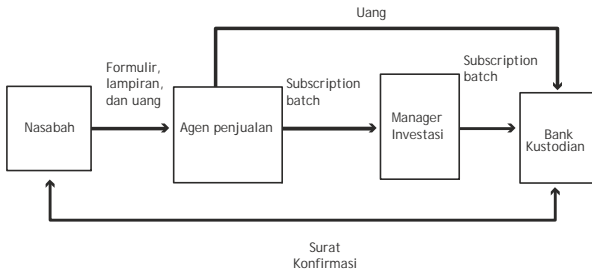 Uang
Formulir,
lampiran,
dan uang
Subscription
batch
Subscription
batch
Nasabah
Agen penjualan
Manager
Investasi
Bank
Kustodian
Surat
Konfirmasi